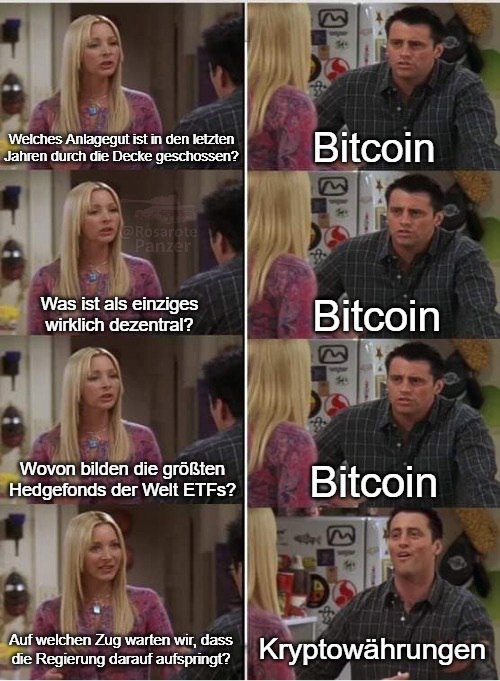 Welches Anlagegut ist in den letzten
Jahren durch die Decke geschossen?
Bitcoin
@Rosarote
Panzer
Was ist als einziges
wirklich dezentral?
Bitcoin
Wovon bilden die größten
Hedgefonds der Welt ETFs?
Bitcoin
Auf welchen Zug warten wir, dass
die Regierung darauf aufspringt?
Kryptowährungen